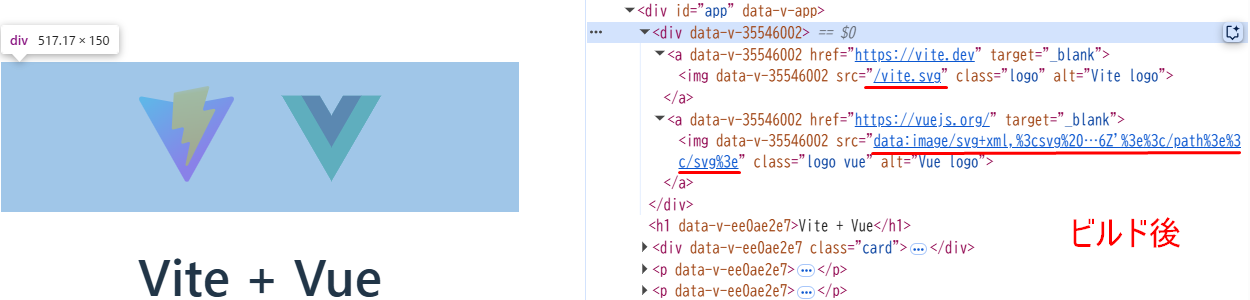 div 517.17 × 150
Vite + Vue
<div id="app" data-v-app>
<div data-v-35546002> == $0
<a data-v-35546002 href="https://vite.dev" target="_blank">
<img data-v-35546002 src="/vite.svg" class="logo" alt="Vite logo">
</a>
<a data-v-35546002 href="https://vuejs.org/" target="_blank">
<img data-v-35546002 src="data:image/svg+xml,%3csvg%20…6Z'%3e%3c/path%3e%3
c/svg%3e" class="logo vue" alt="Vue logo">
</a>
</div>
<h1 data-v-ee0ae2e7>Vite + Vue</h1>
<div data-v-ee0ae2e7 class="card">…</div>
<p data-v-ee0ae2e7>…</p>
<p data-v-ee0ae2e7>…</p>
ビルド後